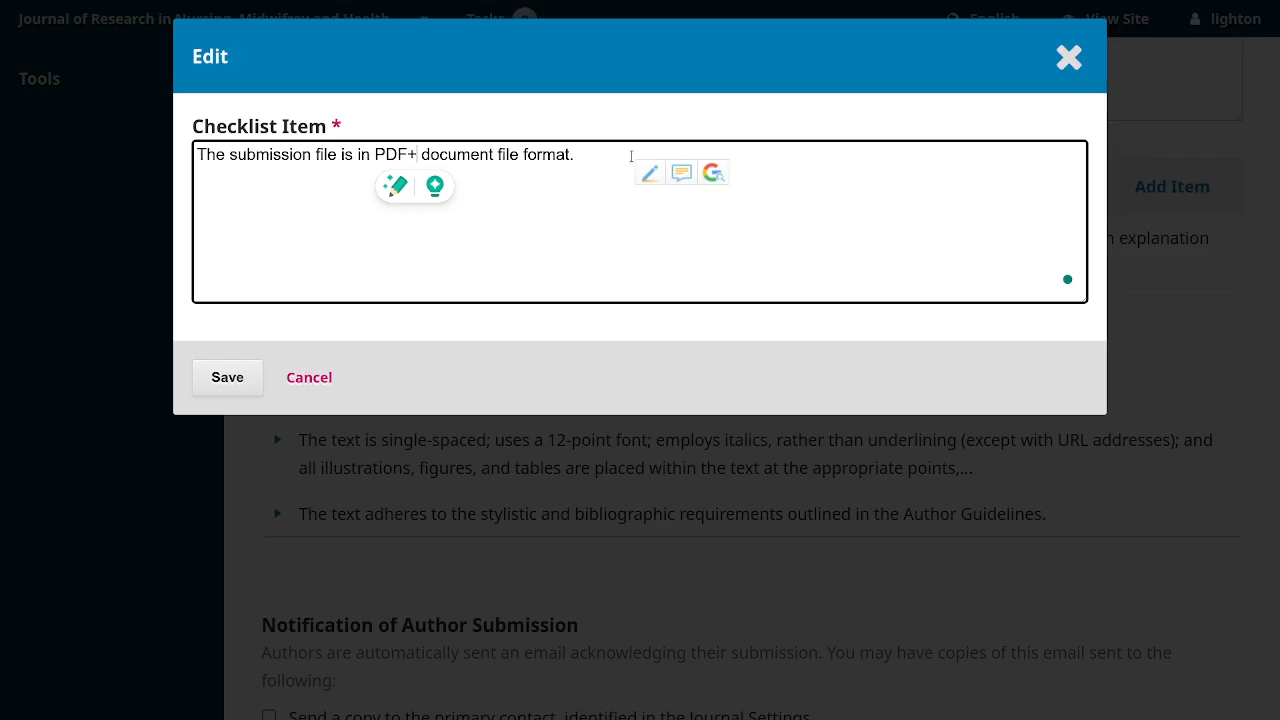 Journal of Research in Nursing, Midwifrey and Health
Tasks
English
View Site
lighton
Tools
Edit
Checklist Item *
The submission file is in PDF+ document file format.
Add Item
n explanation
Save
Cancel
The text is single-spaced; uses a 12-point font; employs italics, rather than underlining (except with URL addresses); and
all illustrations, figures, and tables are placed within the text at the appropriate points,...
The text adheres to the stylistic and bibliographic requirements outlined in the Author Guidelines.
Notification of Author Submission
Authors are automatically sent an email acknowledging their submission. You may have copies of this email sent to the
following:
Send a copy to the primary contact, identified in the Journal Settings.